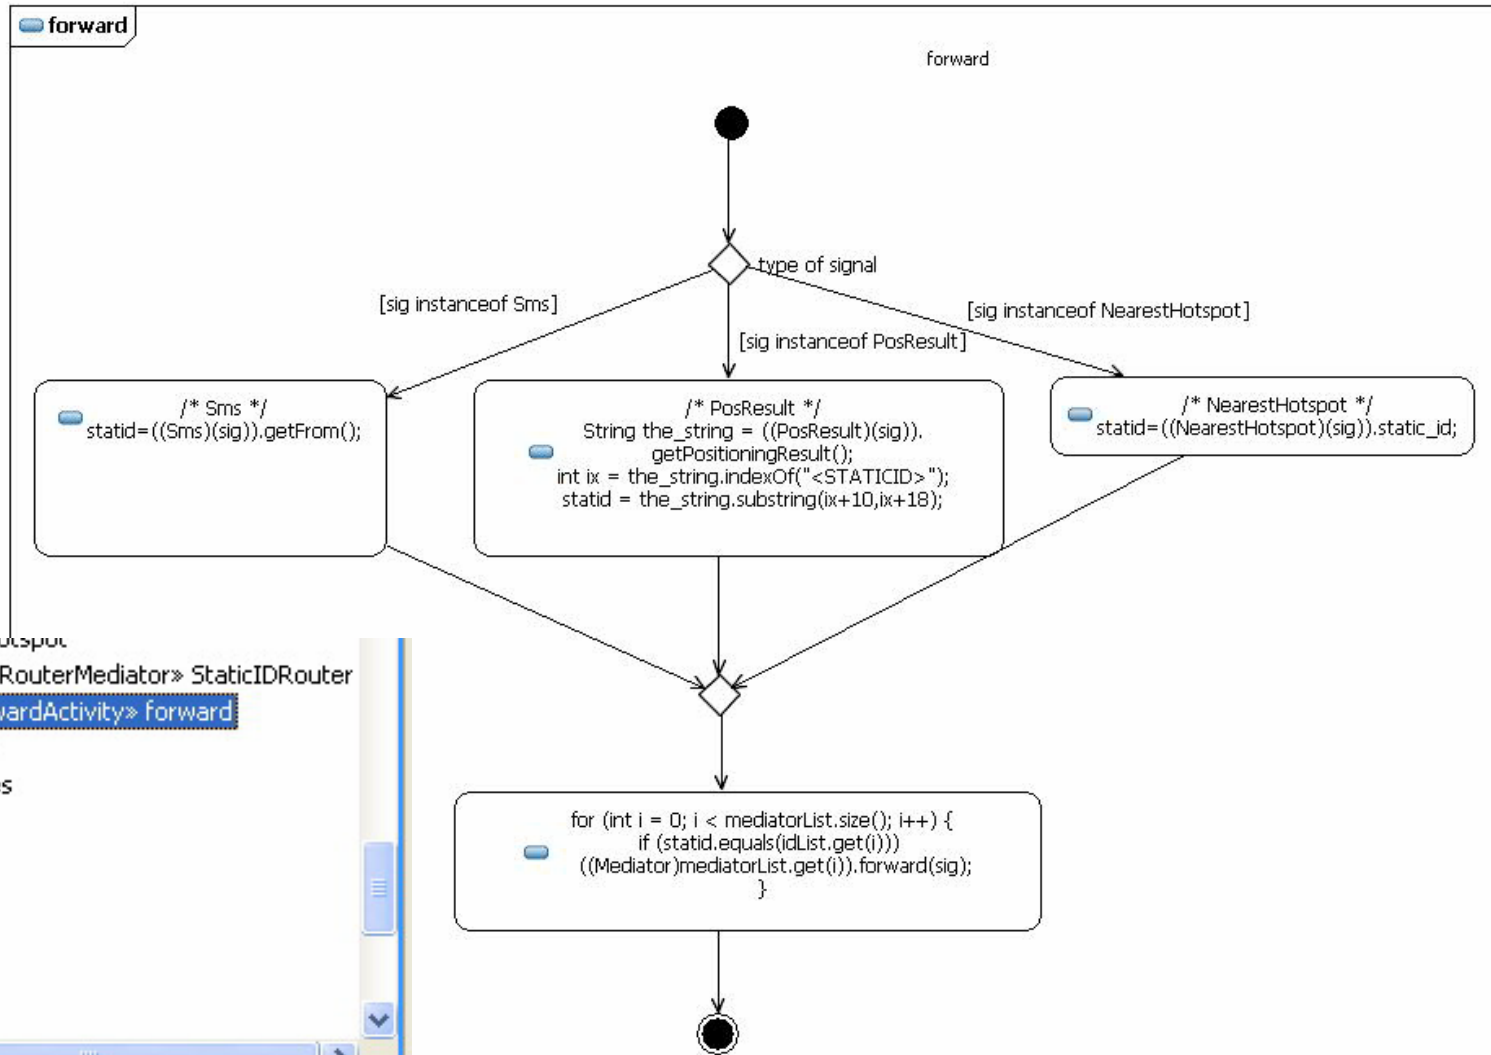 forward
forward
type of signal
[sig instanceof Sms]
[sig instanceof NearestHotspot]
[sig instanceof PosResult]
/* Sms */
statid=((Sms)(sig)).getFrom();
/* PosResult */
String the_string = ((PosResult)(sig)).
getPositioningResult();
int ix = the_string.indexOf("<STATICID>");
statid = the_string.substring(ix+10,ix+18);
/* NearestHotspot */
statid=((NearestHotspot)(sig)).static_id;
RouterMediator» StaticIDRouter
wardActivity» forward
for (int i = 0; i < mediatorList.size(); i++) {
if (statid.equals(idList.get(i)))
((Mediator)mediatorList.get(i)).forward(sig);
}